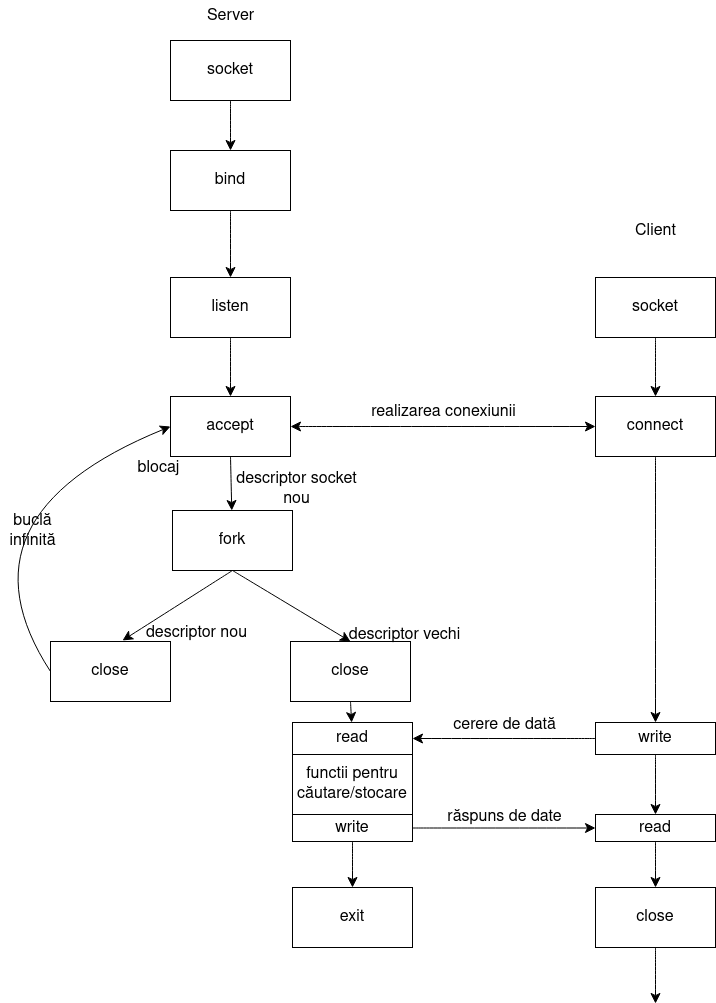 Server
socket
bind
Client
listen
socket
realizarea conexiunii
accept
connect
blocaj
descriptor socket
nou
buclă
infinită
fork
descriptor nou
descriptor vechi
close
close
cerere de dată
read
write
functii pentru
căutare/stocare
răspuns de date
write
read
exit
close